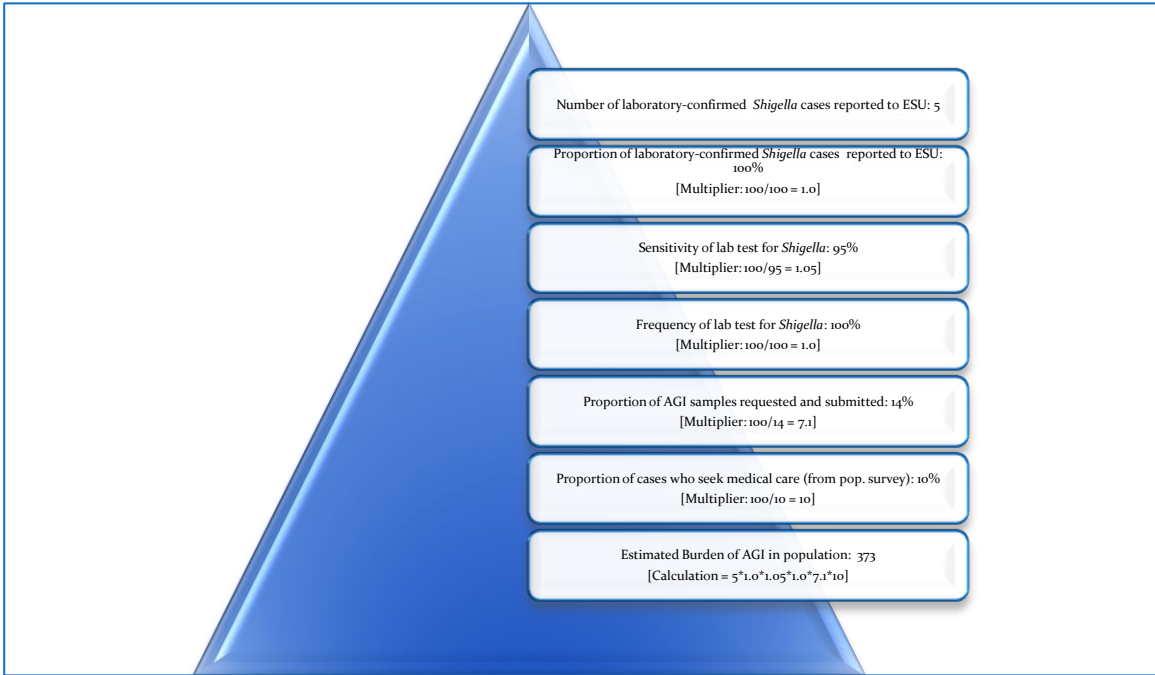 Number of laboratory-confirmed Shigella cases reported to ESU: 5
Proportion of laboratory-confirmed Shigella cases reported to ESU:
100%
[Multiplier: 100/100 = 1.0]
Sensitivity of lab test for Shigella: 95%
[Multiplier: 100/95 = 1.05]
Frequency of lab test for Shigella: 100%
[Multiplier: 100/100 = 1.0]
Proportion of AGI samples requested and submitted: 14%
[Multiplier: 100/14 = 7.1]
Proportion of cases who seek medical care (from pop. survey): 10%
[Multiplier: 100/10 = 10]
Estimated Burden of AGI in population: 373
[Calculation = 5*1.0*1.05*1.0*7.1*10]